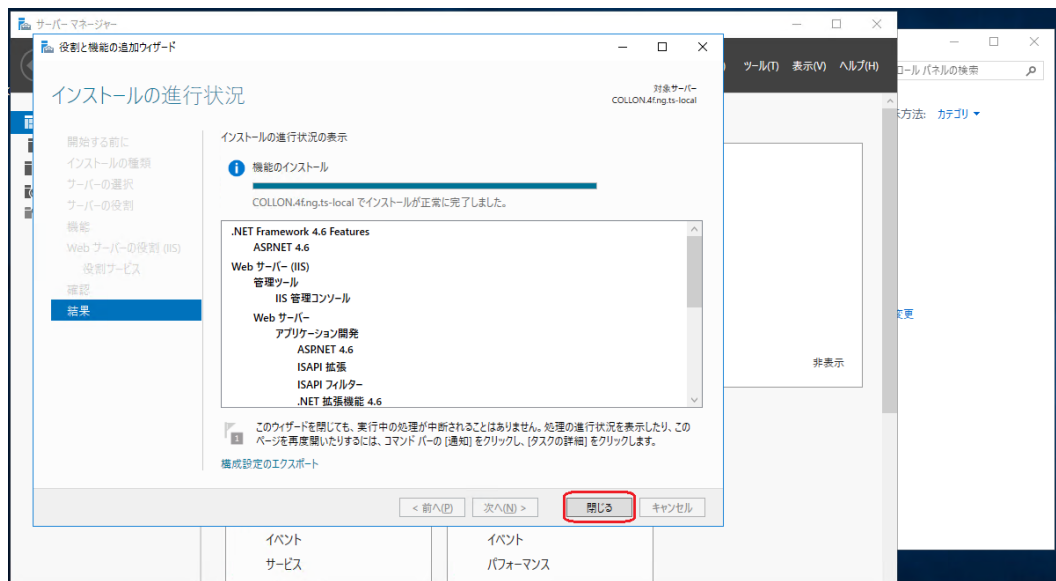 サーバー マネージャー
役割と機能の追加ウィザード
ツール(T) 表示(V) ヘルプ(H)
ロール パネルの検索
インストールの進行状況
対象サーバー
COLLON.4f.ng.ts-local
方法: カテゴリ
開始する前に
インストールの種類
サーバーの選択
サーバーの役割
機能
Web サーバーの役割 (IIS)
役割サービス
確認
結果
インストールの進行状況の表示
機能のインストール
COLLON.4f.ng.ts-local でインストールが正常に完了しました。
.NET Framework 4.6 Features
ASP.NET 4.6
Web サーバー (IIS)
管理ツール
IIS 管理コンソール
Web サーバー
アプリケーション開発
ASP.NET 4.6
ISAPI 拡張
ISAPI フィルター
.NET 拡張機能 4.6
変更
非表示
1
このウィザードを閉じても、実行中の処理が中断されることはありません。処理の進行状況を表示したり、この
ページを再度開いたりするには、コマンド バーの [通知] をクリックし、[タスクの詳細] をクリックします。
構成設定のエクスポート
< 前へ(P) 次へ(N) > 閉じる キャンセル
イベント
サービス
イベント
パフォーマンス